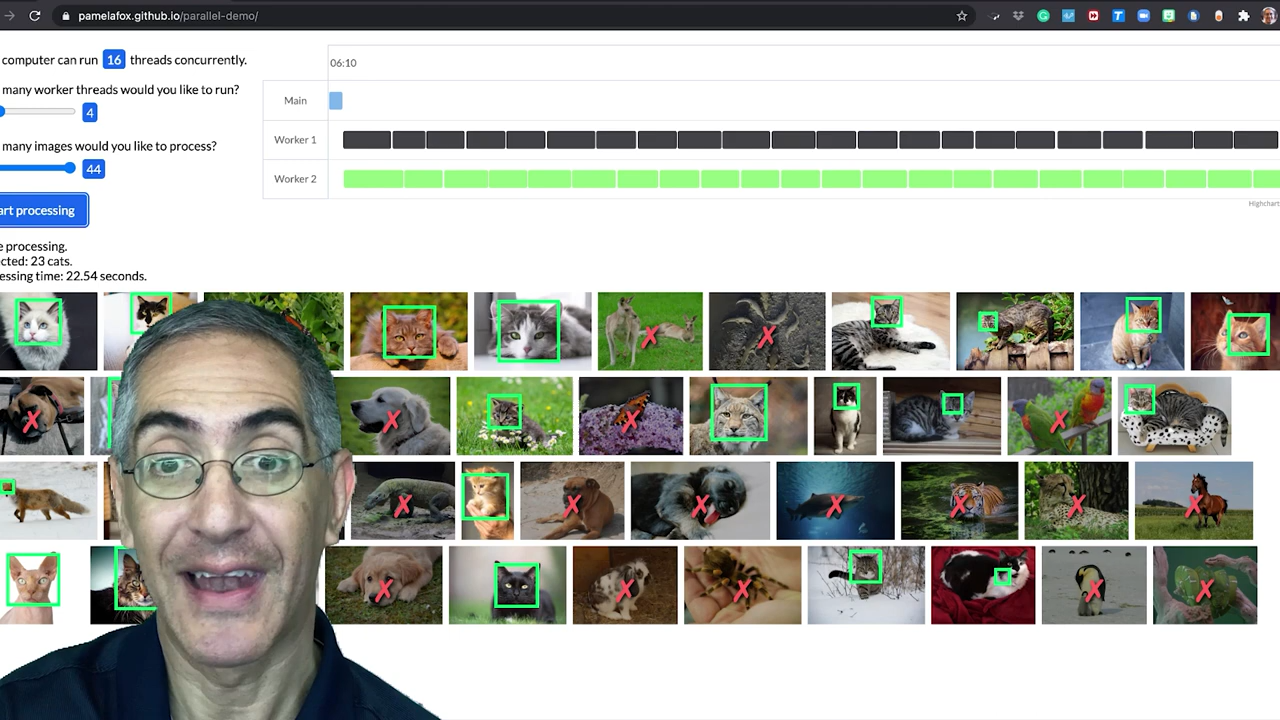 pamelafox.github.io/parallel-demo/
computer can run 16 threads concurrently.
many worker threads would you like to run?
4
many images would you like to process?
44
art processing
e processing.
cted: 23 cats.
essing time: 22.54 seconds.
06:10
Main
Worker 1
Worker 2
Highchart